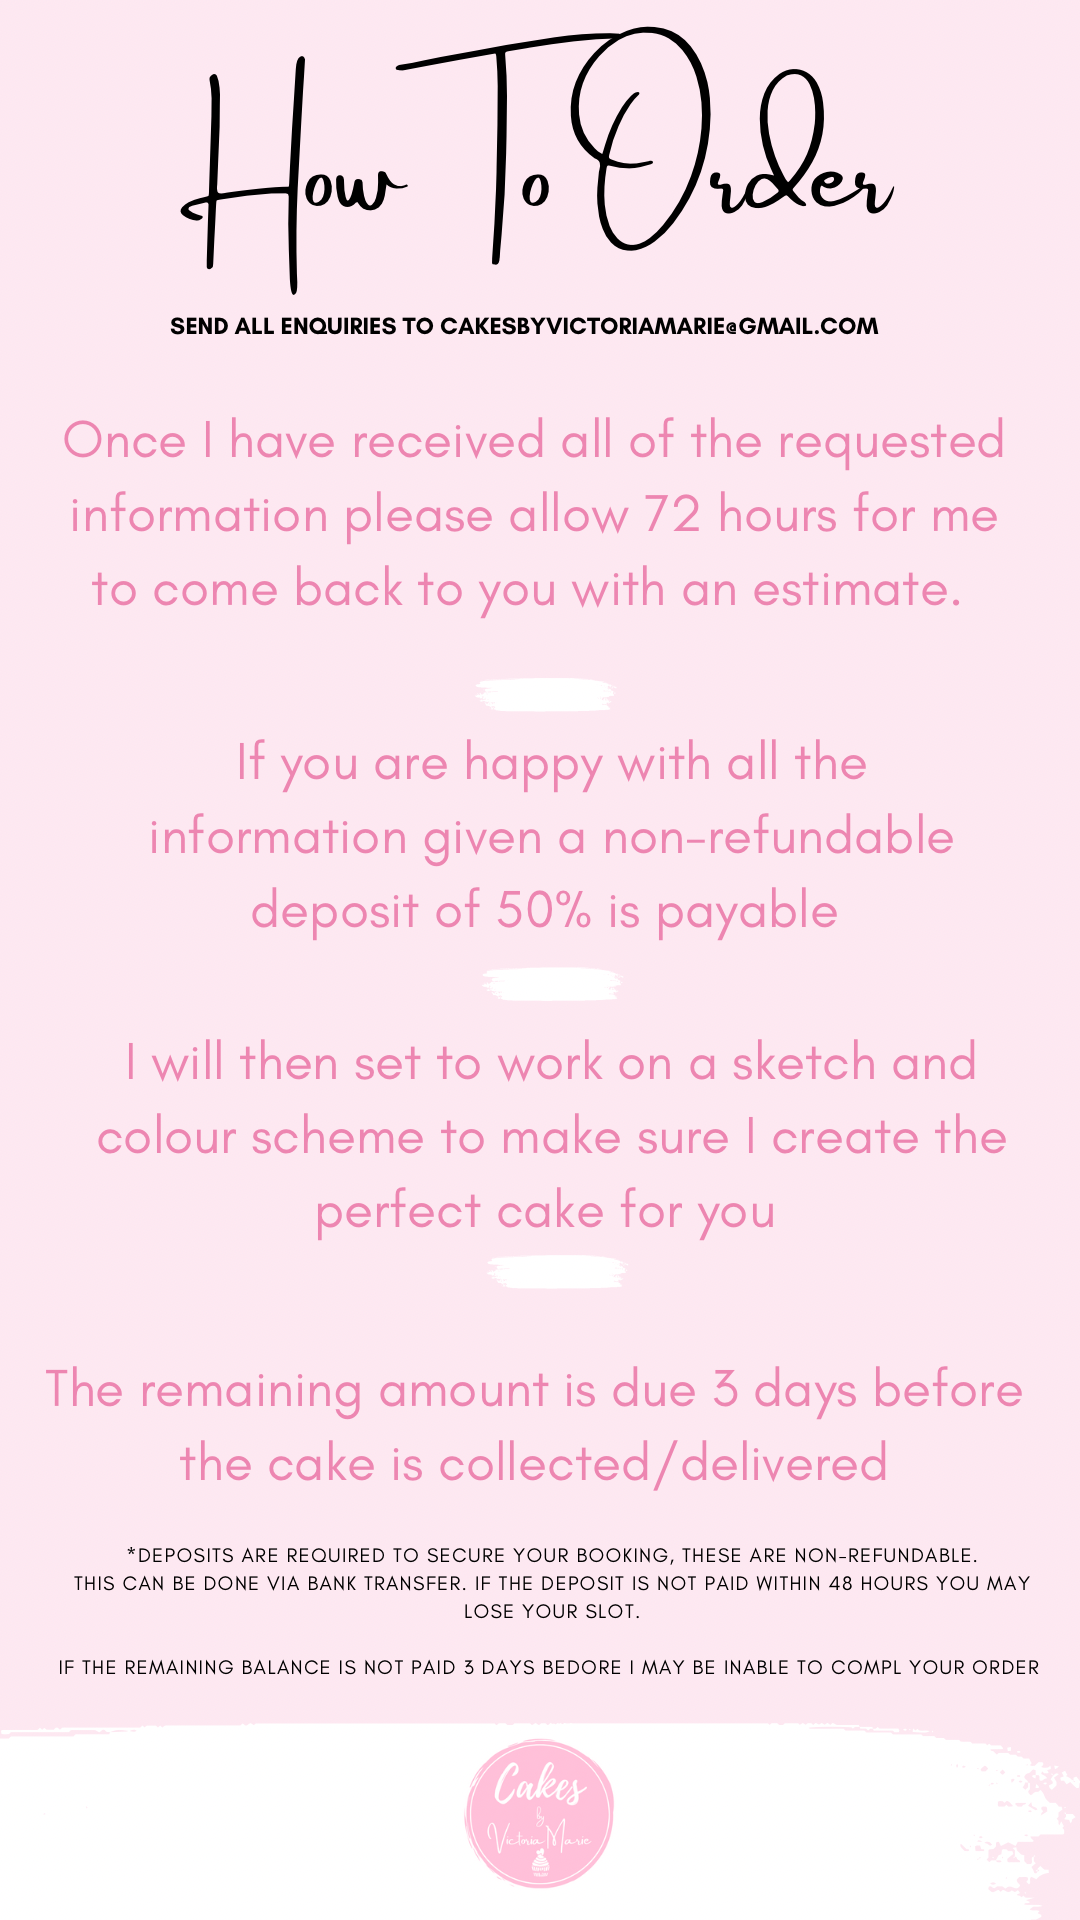 How To Order
SEND ALL ENQUIRIES TO CAKESBYVICTORIAMARIE@GMAIL.COM
Once I have received all of the requested
information please allow 72 hours for me
to come back to you with an estimate.
If you are happy with all the
information given a non-refundable
deposit of 50% is payable
I will then set to work on a sketch and
colour scheme to make sure I create the
perfect cake for you
The remaining amount is due 3 days before
the cake is collected/delivered
*DEPOSITS ARE REQUIRED TO SECURE YOUR BOOKING, THESE ARE NON-REFUNDABLE.
THIS CAN BE DONE VIA BANK TRANSFER. IF THE DEPOSIT IS NOT PAID WITHIN 48 HOURS YOU MAY
LOSE YOUR SLOT.
IF THE REMAINING BALANCE IS NOT PAID 3 DAYS BEDORE I MAY BE INABLE TO COMPL YOUR ORDER
Cakes
by
Victoria Marie